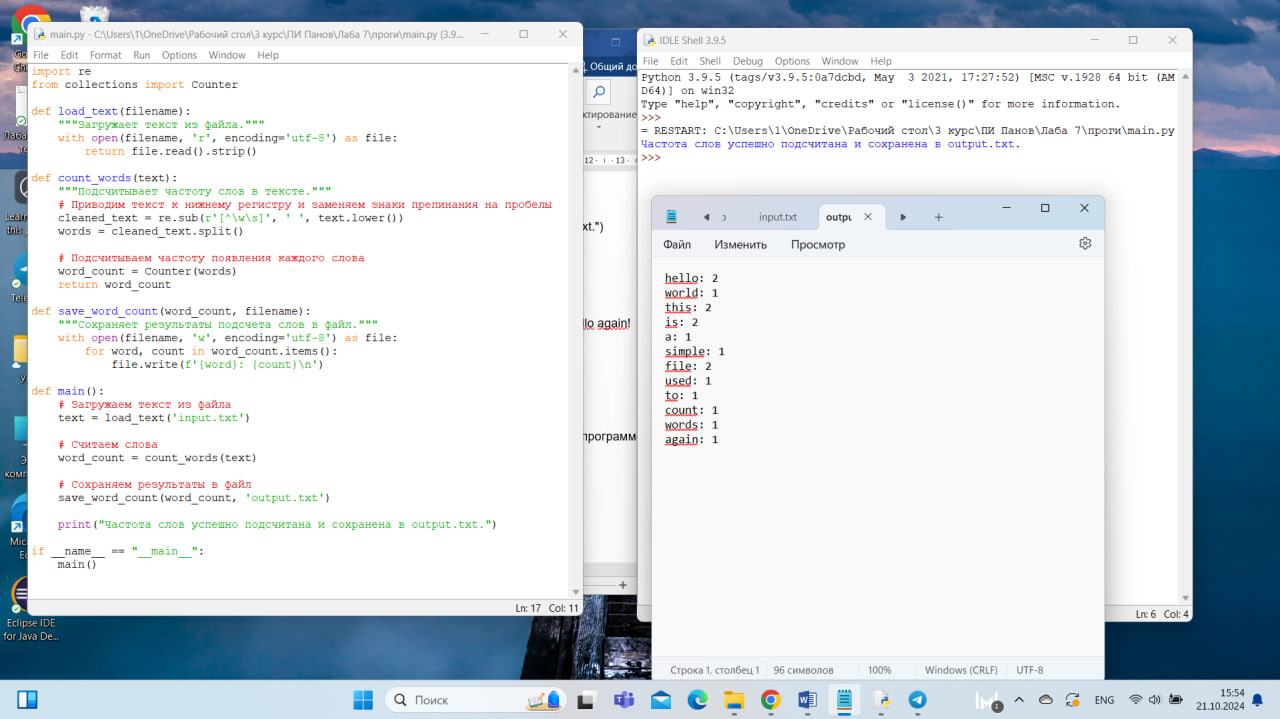 main.py - C:\Users\1\OneDrive\Рабочий стол\3 курс\ПИ Панов\Лаба 7\проги\main.py (3.9...
File Edit Format Run Options Window Help
import re
from collections import Counter
def load_text(filename):
"""Загружает текст из файла."""
with open(filename, 'r', encoding='utf-8') as file:
return file.read().strip()
def count_words(text):
"""Подсчитывает частоту слов в тексте."""
# Приводим текст к нижнему регистру и заменяем знаки препинания на пробелы
cleaned_text = re.sub(r'[^\w\s]', ' ', text.lower())
words = cleaned_text.split()
# Подсчитываем частоту появления каждого слова
word_count = Counter(words)
return word_count
def save_word_count(word_count, filename):
"""Сохраняет результаты подсчета слов в файл."""
with open(filename, 'w', encoding='utf-8') as file:
for word, count in word_count.items():
file.write(f'{word}: {count}\n')
def main():
# Загружаем текст из файла
text = load_text('input.txt')
# Считаем слова
word_count = count_words(text)
# Сохраняем результаты в файл
save_word_count(word_count, 'output.txt')
print("Частота слов успешно подсчитана и сохранена в output.txt.")
if __name__ == "__main__":
main()
Ln: 17 Col: 11
Общий до
ктирование
12 · 13 ·
xt.")
llo again!
программ
IDLE Shell 3.9.5
File Edit Shell Debug Options Window Help
Python 3.9.5 (tags/v3.9.5:0a7dcbd, May 3 2021, 17:27:52) [MSC v.1928 64 bit (AM
D64)] on win32
Type "help", "copyright", "credits" or "license()" for more information.
>>>
= RESTART: C:\Users\1\OneDrive\Рабочий стол\3 курс\ПИ Панов\Лаба 7\проги\main.py
Частота слов успешно подсчитана и сохранена в output.txt.
>>>
Ln: 6 Col: 4
input.txt outpu
Файл Изменить Просмотр
hello: 2
world: 1
this: 2
is: 2
a: 1
simple: 1
file: 2
used: 1
to: 1
count: 1
words: 1
again: 1
Строка 1, столбец 1 96 символов 100% Windows (CRLF) UTF-8
Eclipse IDE
for Java De...
Поиск
ENG
15:54
21.10.2024
2